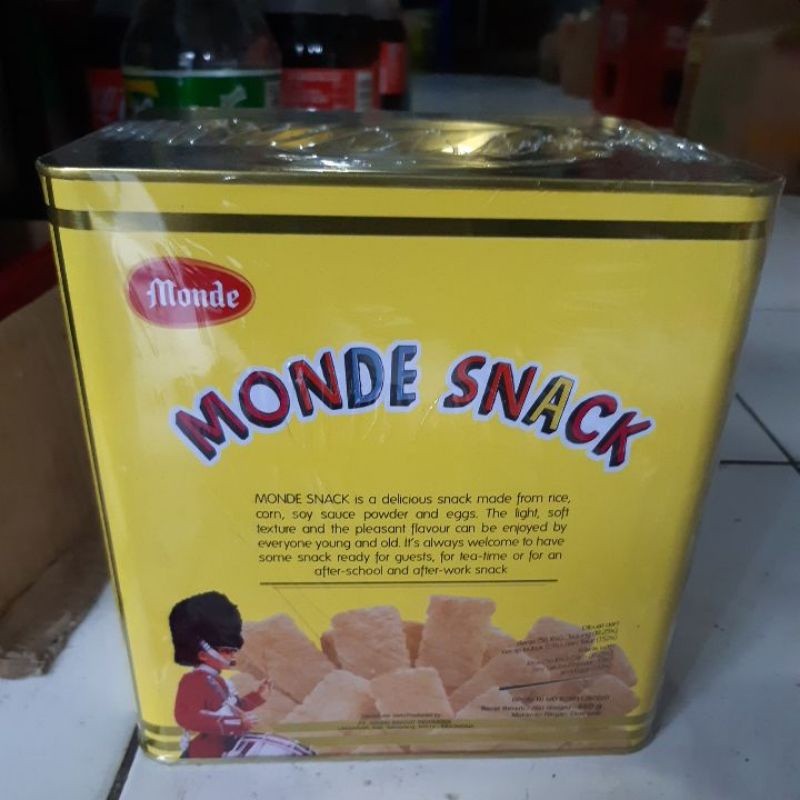 Monde
MONDE SNACK
MONDE SNACK is a delicious snack made from rice,
corn, soy sauce powder and eggs. The light, soft
texture and the pleasant flavour can be enjoyed by
everyone young and old. It's always welcome to have
some snack ready for guests, for tea-time or for an
after-school and after-work snack
Dibuat dari